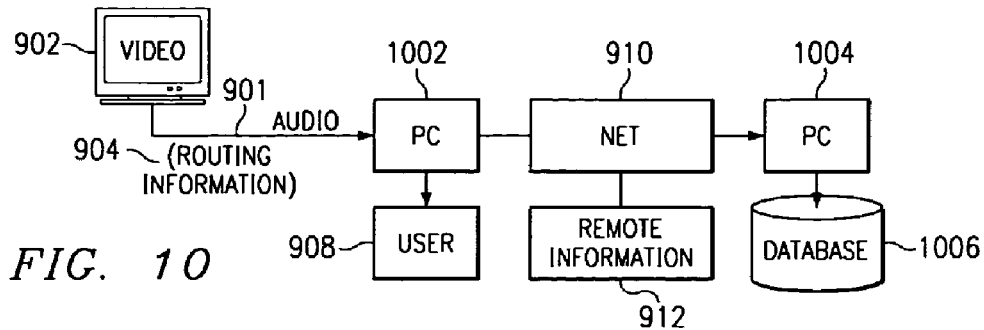 902
VIDEO
901
AUDIO
904
(ROUTING
INFORMATION)
1002
PC
910
NET
1004
PC
908
USER
REMOTE
INFORMATION
912
DATABASE
1006
FIG. 10